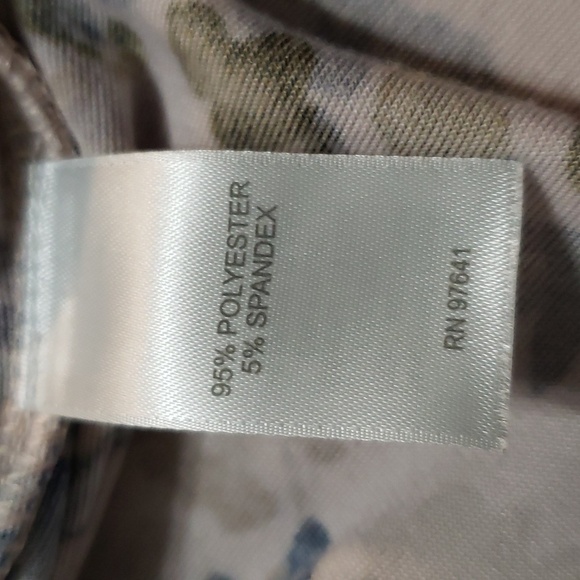 95% POLYESTER
5% SPANDEX
RN 97641